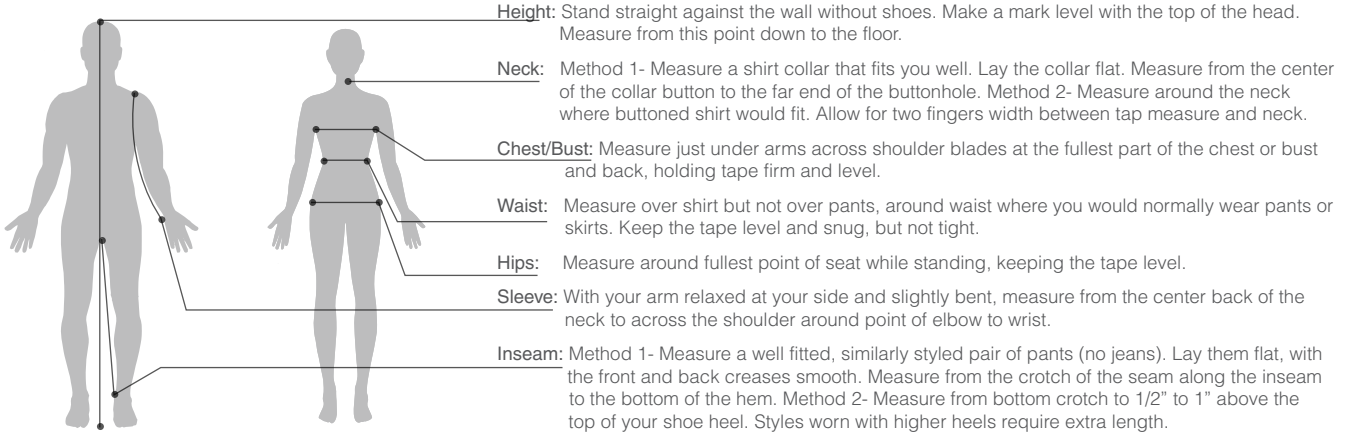 Height: Stand straight against the wall without shoes. Make a mark level with the top of the head.
Measure from this point down to the floor.
Neck: Method 1- Measure a shirt collar that fits you well. Lay the collar flat. Measure from the center
of the collar button to the far end of the buttonhole. Method 2- Measure around the neck
where buttoned shirt would fit. Allow for two fingers width between tap measure and neck.
Chest/Bust: Measure just under arms across shoulder blades at the fullest part of the chest or bust
and back, holding tape firm and level.
Waist: Measure over shirt but not over pants, around waist where you would normally wear pants or
skirts. Keep the tape level and snug, but not tight.
Hips: Measure around fullest point of seat while standing, keeping the tape level.
Sleeve: With your arm relaxed at your side and slightly bent, measure from the center back of the
neck to across the shoulder around point of elbow to wrist.
Inseam: Method 1- Measure a well fitted, similarly styled pair of pants (no jeans). Lay them flat, with
the front and back creases smooth. Measure from the crotch of the seam along the inseam
to the bottom of the hem. Method 2- Measure from bottom crotch to 1/2” to 1” above the
top of your shoe heel. Styles worn with higher heels require extra length.